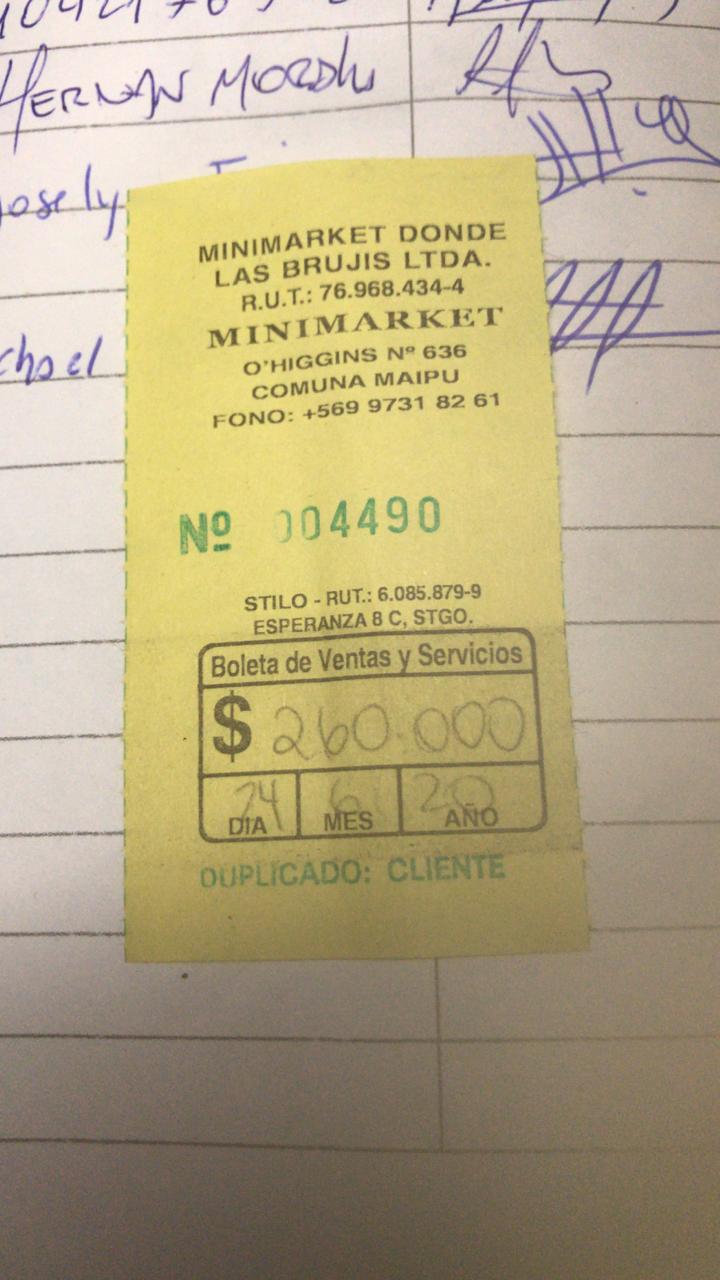 HERNAN
MINIMARKET DONDE
LAS BRUJIS LTDA.
R.U.T.: 76.968.434-4
MINIMARKET
O'HIGGINS Nº 636
COMUNA MAIPU
FONO: +569 9731 82 61
Nº 004490
STILO - RUT.: 6.085.879-9
ESPERANZA 8 C, STGO.
Boleta de Ventas y Servicios
$ 260.000
24 6 20
DIA MES AÑO
DUPLICADO: CLIENTE